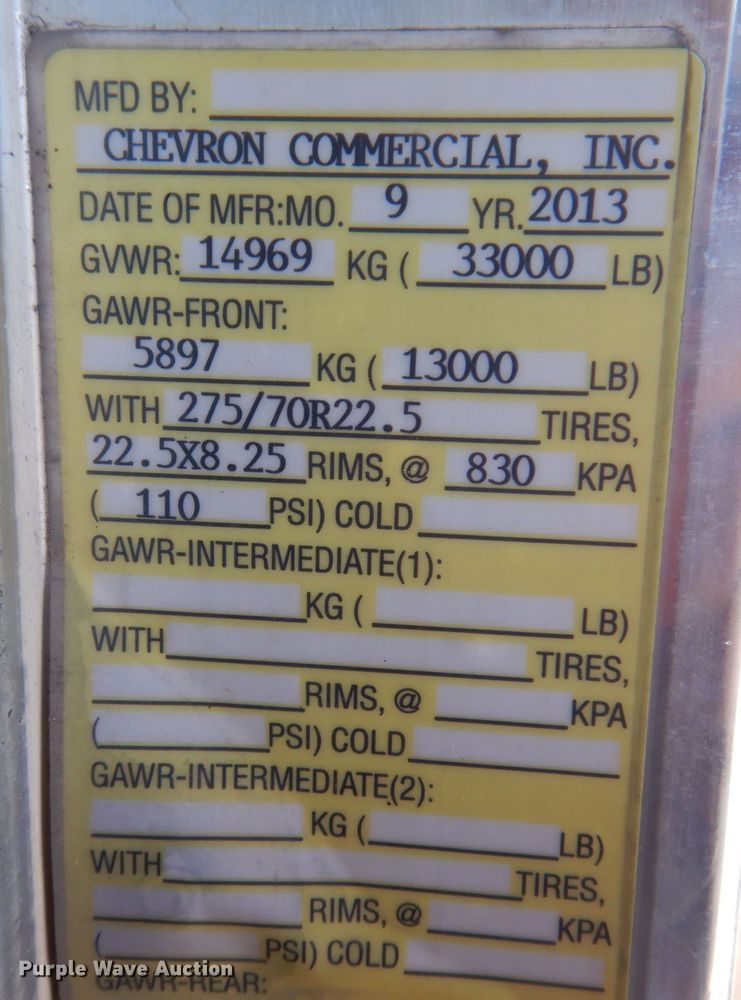 MFD BY:
CHEVRON COMMERCIAL, INC.
DATE OF MFR:MO. 9 YR. 2013
GVWR: 14969 KG ( 33000 LB)
GAWR-FRONT:
5897 KG ( 13000 LB)
WITH 275/70R22.5 TIRES,
22.5X8.25 RIMS, @ 830 KPA
( 110 PSI) COLD
GAWR-INTERMEDIATE(1):
KG ( LB)
WITH TIRES,
RIMS, @ KPA
( PSI) COLD
GAWR-INTERMEDIATE(2):
KG ( LB)
WITH TIRES,
RIMS, @ KPA
( PSI) COLD
GAWR-REAR:
Purple Wave Auction